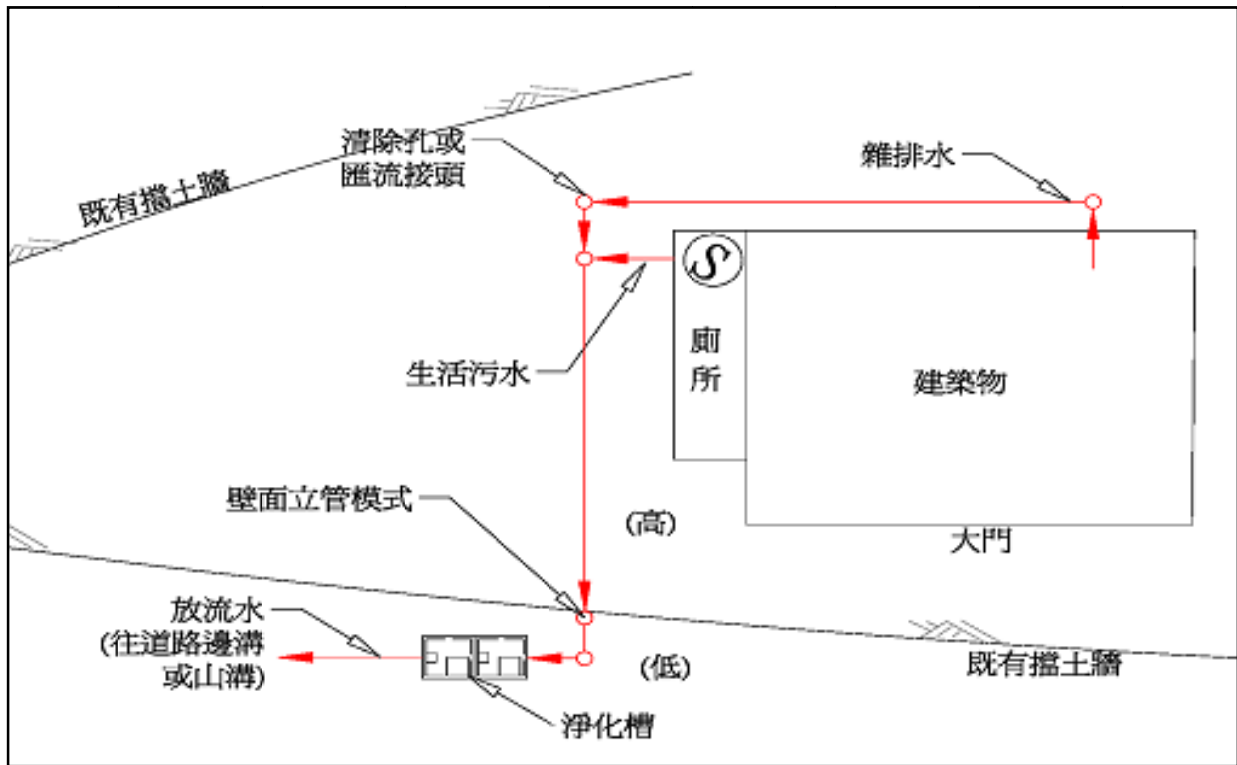 清除孔或
匯流接頭
雜排水
既有擋土牆
S
廁
所
生活污水
建築物
壁面立管模式
(高)
大門
放流水
(往道路邊溝
或山溝)
(低)
既有擋土牆
淨化槽